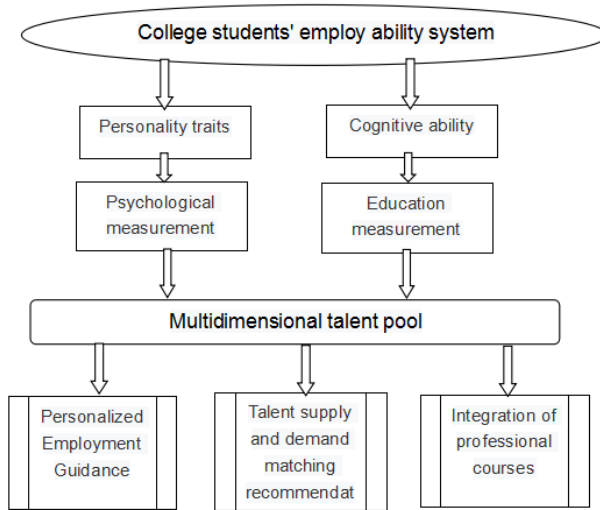 College students' employ ability system
Personality traits
Cognitive ability
Psychological
measurement
Education
measurement
Multidimensional talent pool
Personalized
Employment
Guidance
Talent supply
and demand
matching
recommendat
Integration of
professional
courses